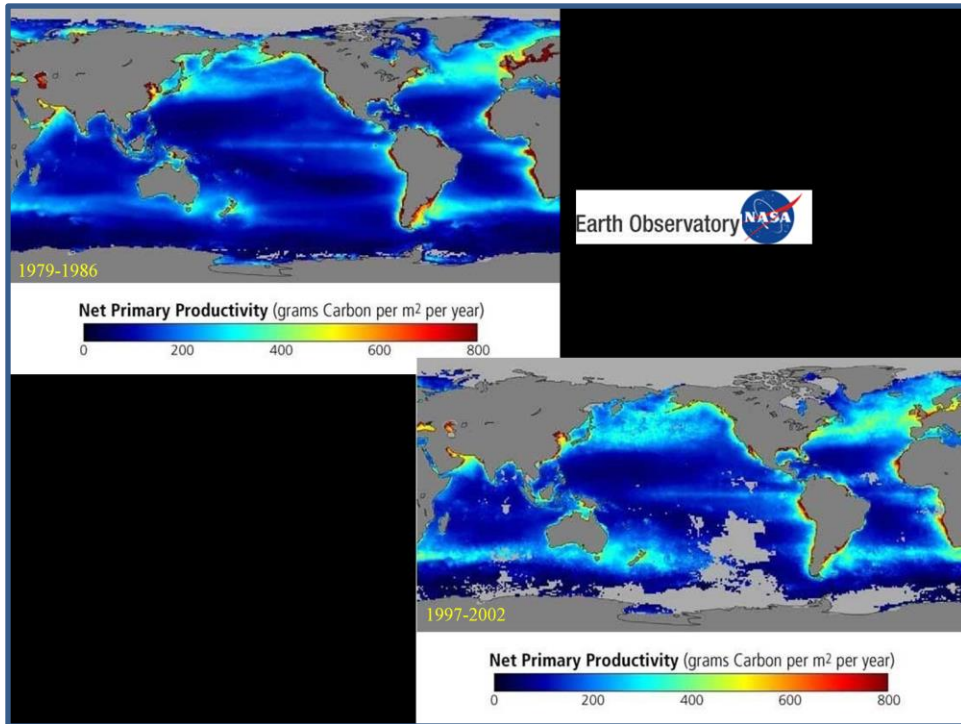 1979-1986
Net Primary Productivity (grams Carbon per m2 per year)
0 200 400 600 800
Earth Observatory NASA
1997-2002
Net Primary Productivity (grams Carbon per m2 per year)
0 200 400 600 800